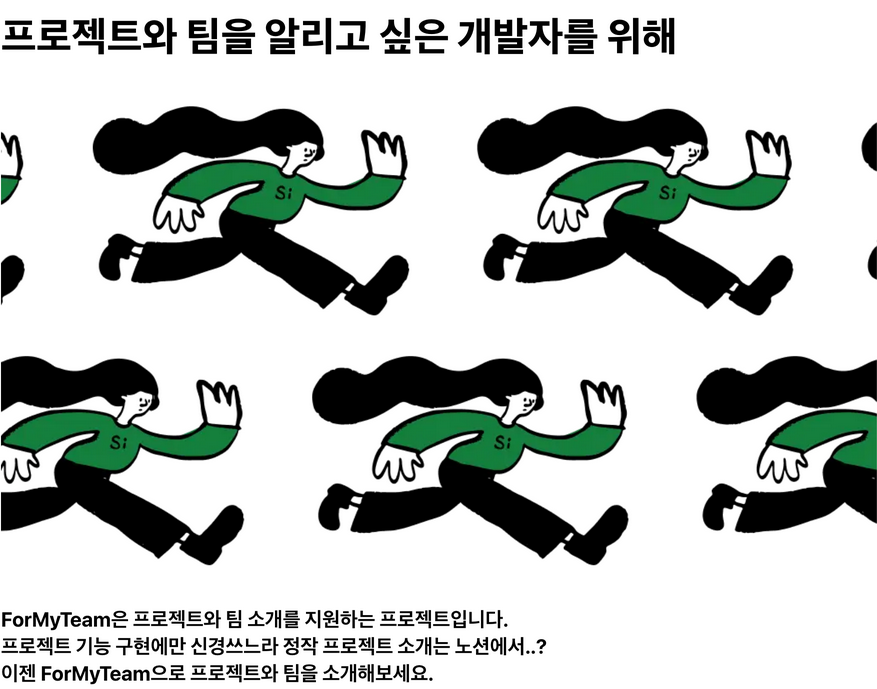 프로젝트와 팀을 알리고 싶은 개발자를 위해
Si
Si
Si
Si
ForMyTeam은 프로젝트와 팀 소개를 지원하는 프로젝트입니다.
프로젝트 기능 구현에만 신경쓰느라 정작 프로젝트 소개는 노션에서..?
이젠 ForMyTeam으로 프로젝트와 팀을 소개해보세요.